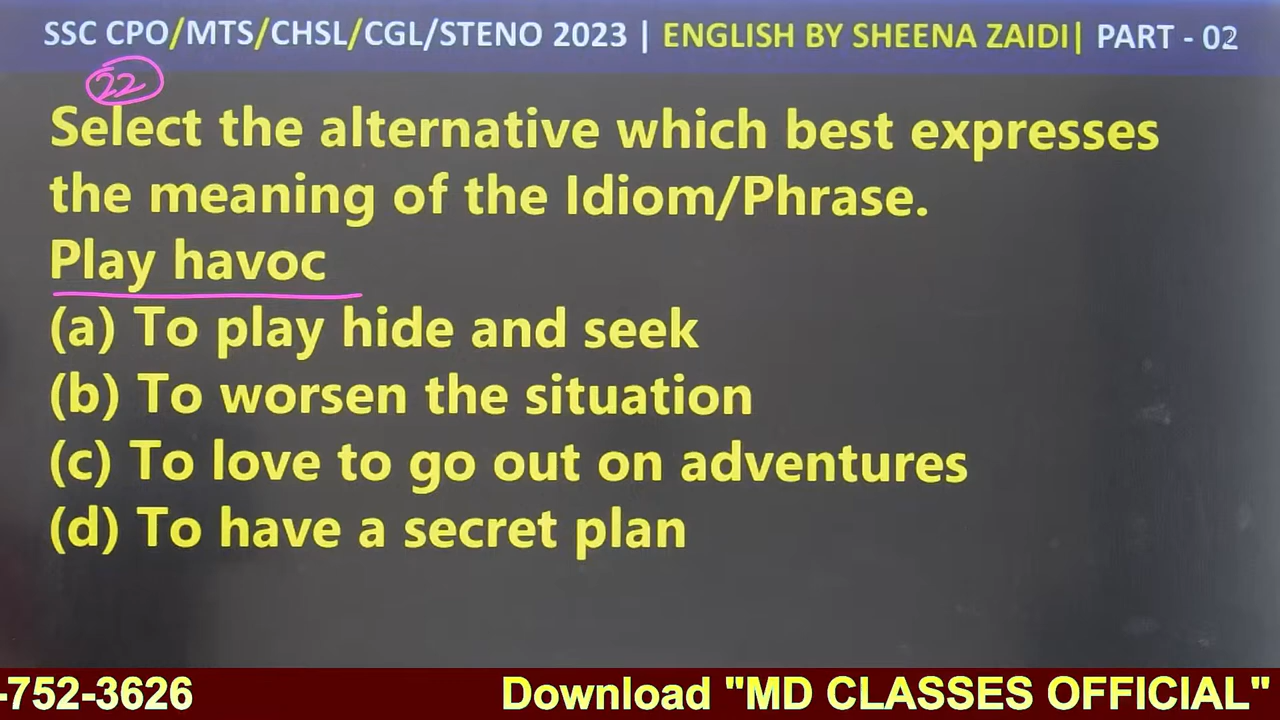 SSC CPO/MTS/CHSL/CGL/STENO 2023 | ENGLISH BY SHEENA ZAIDI| PART - 02
22
Select the alternative which best expresses
the meaning of the Idiom/Phrase.
Play havoc
(a) To play hide and seek
(b) To worsen the situation
(c) To love to go out on adventures
(d) To have a secret plan
-752-3626 Download "MD CLASSES OFFICIAL"